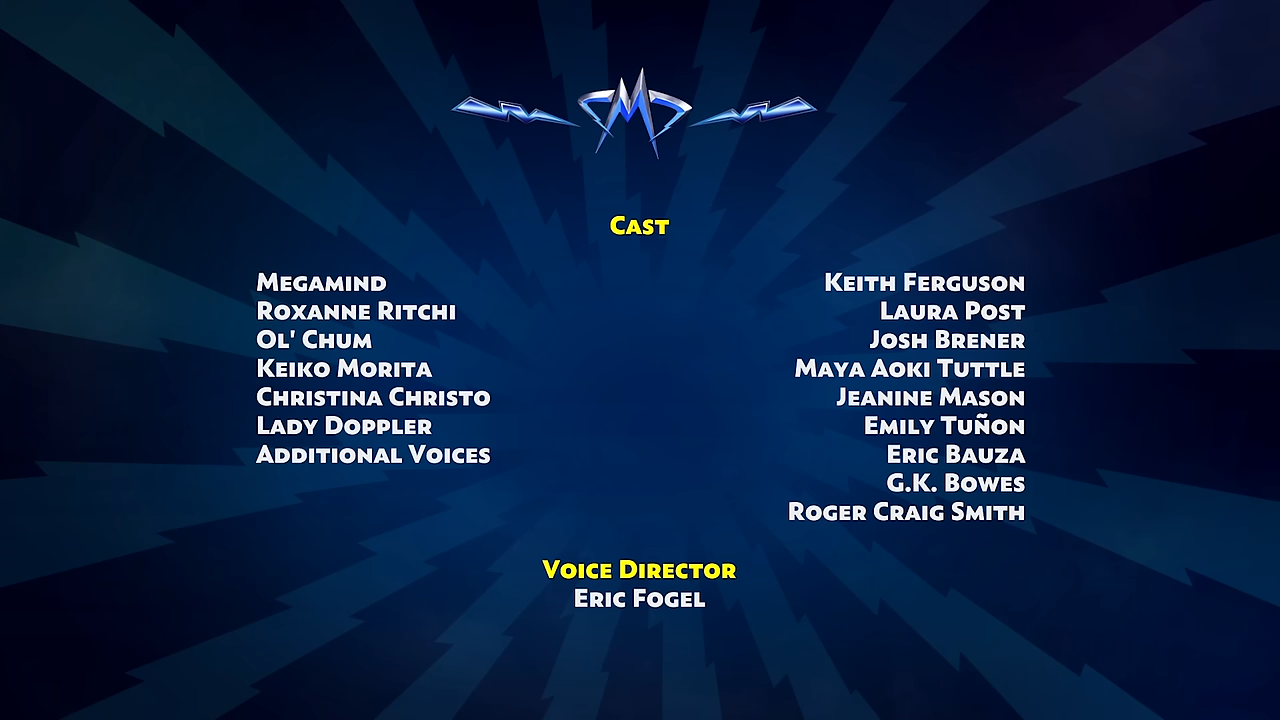 Cast
Megamind Keith Ferguson
Roxanne Ritchi Laura Post
Ol' Chum Josh Brener
Keiko Morita Maya Aoki Tuttle
Christina Christo Jeanine Mason
Lady Doppler Emily Tuñon
Additional Voices Eric Bauza
G.K. Bowes
Roger Craig Smith
Voice Director
Eric Fogel